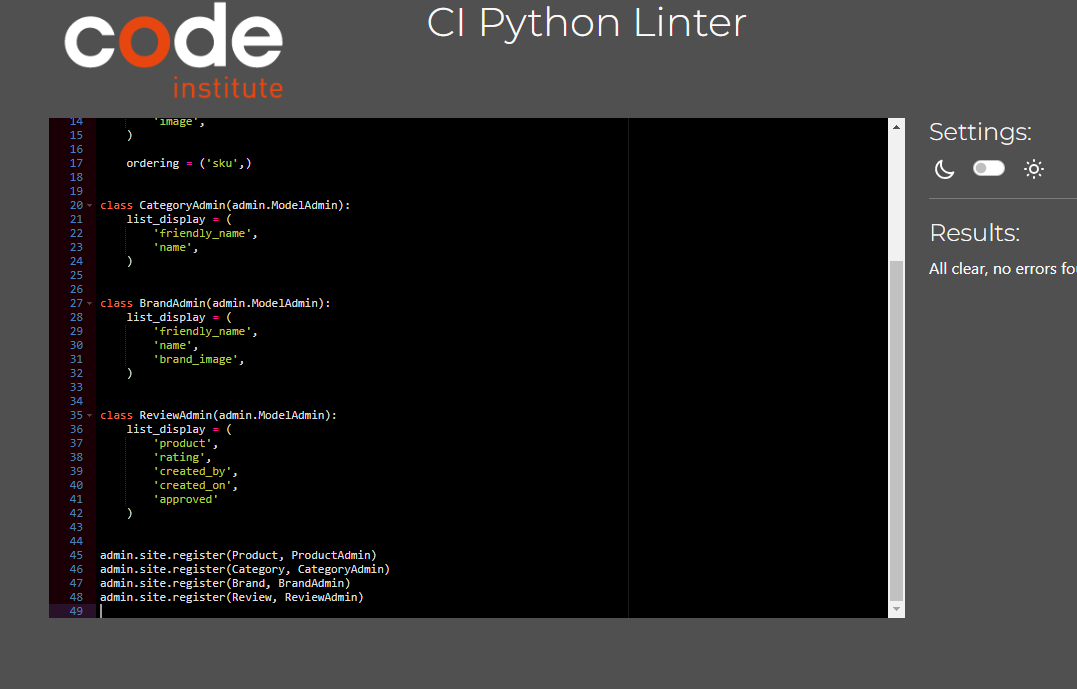 code
institute
CI Python Linter
14 'image',
15 )
16
17 ordering = ('sku',)
18
19
20 class CategoryAdmin(admin.ModelAdmin):
21 list_display = (
22 'friendly_name',
23 'name',
24 )
25
26
27 class BrandAdmin(admin.ModelAdmin):
28 list_display = (
29 'friendly_name',
30 'name',
31 'brand_image',
32 )
33
34
35 class ReviewAdmin(admin.ModelAdmin):
36 list_display = (
37 'product',
38 'rating',
39 'created_by',
40 'created_on',
41 'approved'
42 )
43
44
45 admin.site.register(Product, ProductAdmin)
46 admin.site.register(Category, CategoryAdmin)
47 admin.site.register(Brand, BrandAdmin)
48 admin.site.register(Review, ReviewAdmin)
49
Settings:
Results:
All clear, no errors fo